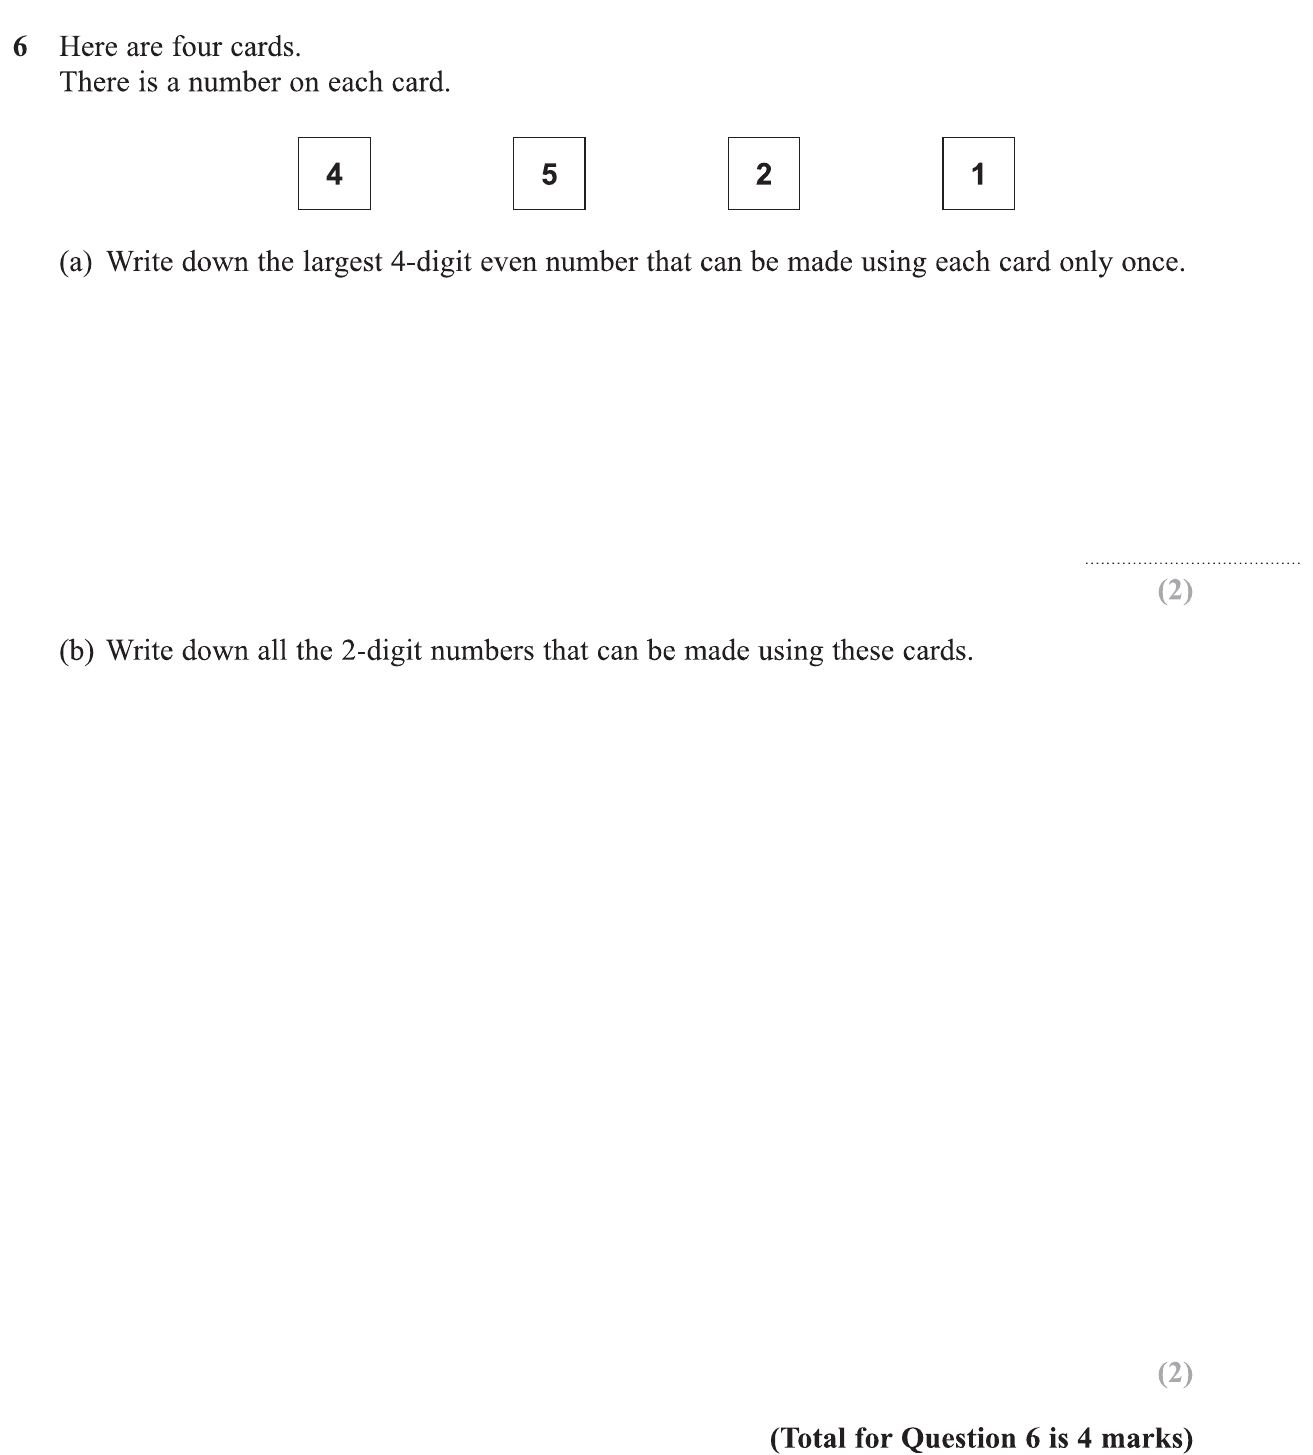 6 Here are four cards.
There is a number on each card.
4 5 2 1
(a) Write down the largest 4-digit even number that can be made using each card only once.
(2)
(b) Write down all the 2-digit numbers that can be made using these cards.
(2)
(Total for Question 6 is 4 marks)